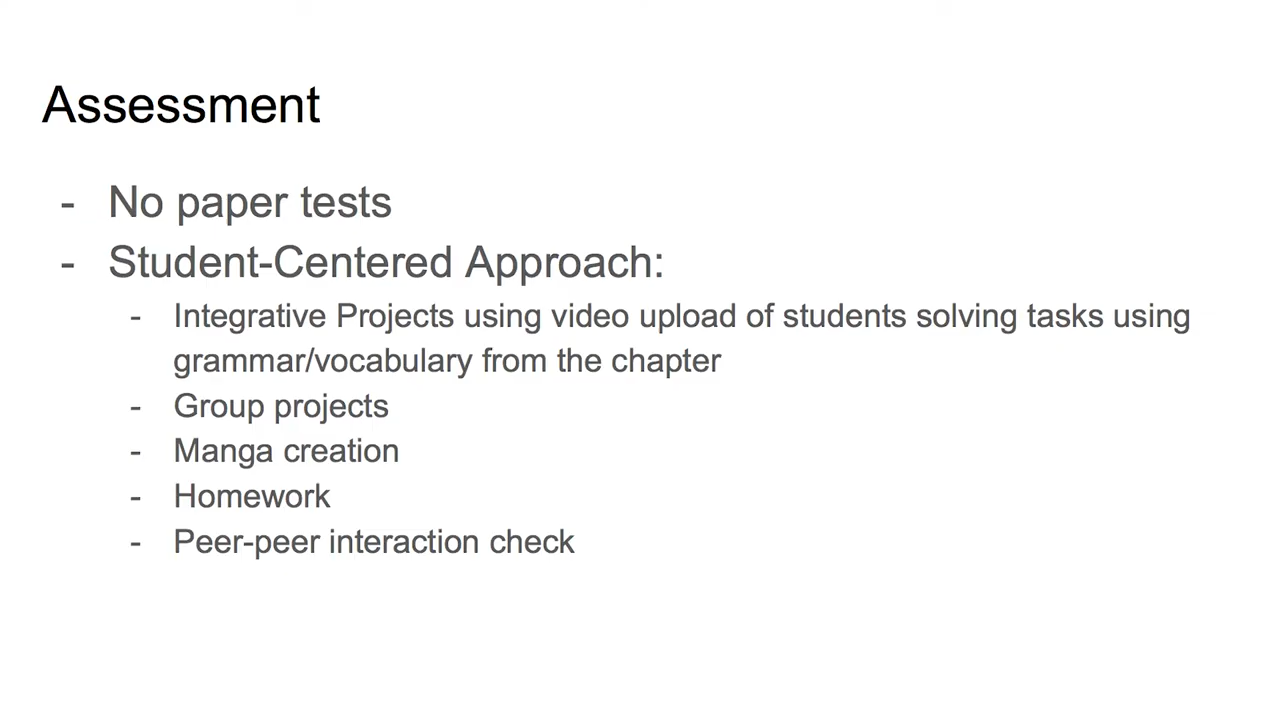 Assessment
- No paper tests
- Student-Centered Approach:
- Integrative Projects using video upload of students solving tasks using
grammar/vocabulary from the chapter
- Group projects
- Manga creation
- Homework
- Peer-peer interaction check